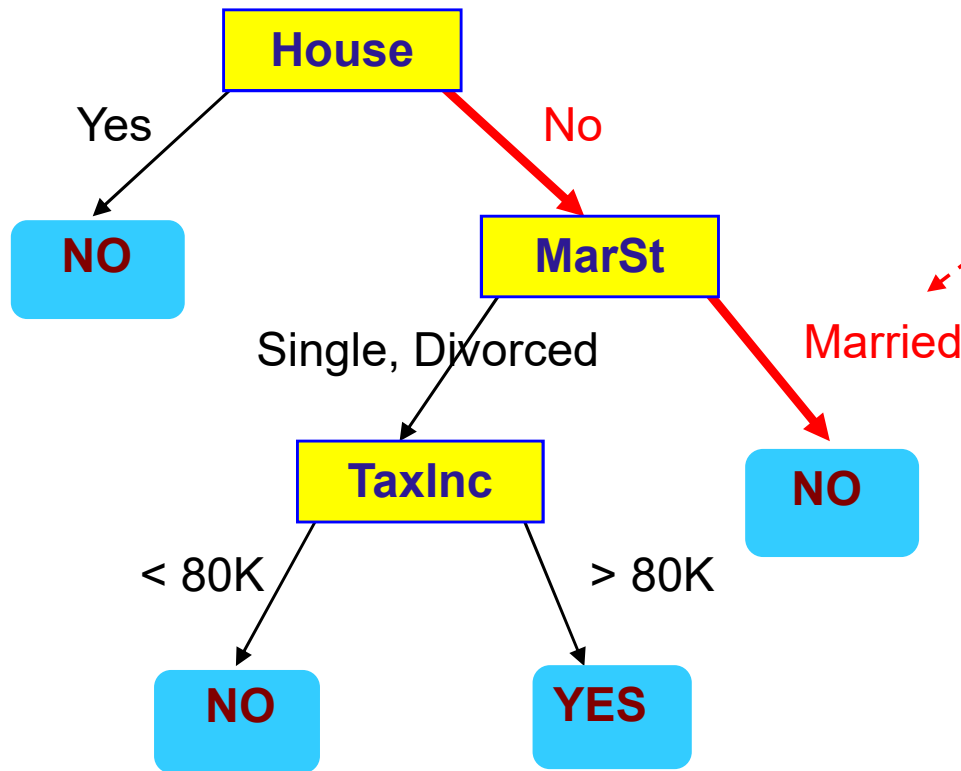 House
Yes
No
NO
MarSt
Single, Divorced
Married
TaxInc
NO
< 80K
> 80K
NO
YES